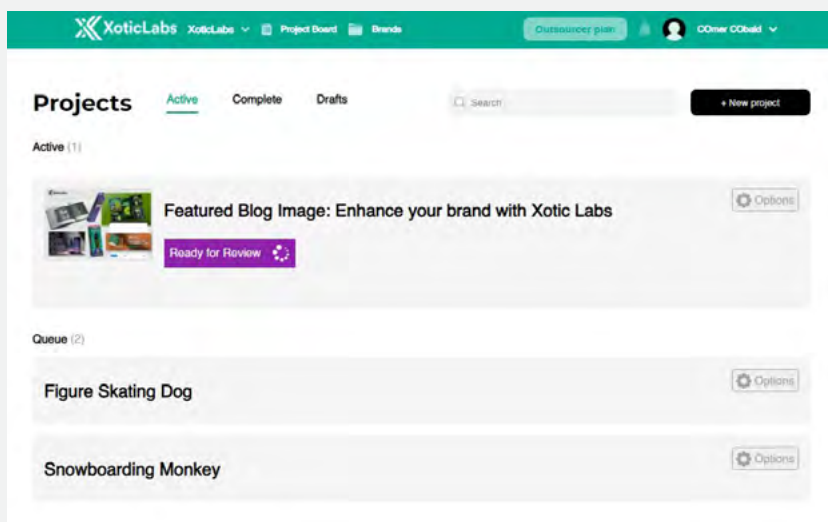 XoticLabs XoticLabs Project Board Brands Outsourcer plan COmer CObald
Projects Active Complete Drafts Search + New project
Active (1)
Featured Blog Image: Enhance your brand with Xotic Labs Options
Ready for Review
Queue (2)
Figure Skating Dog Options
Snowboarding Monkey Options